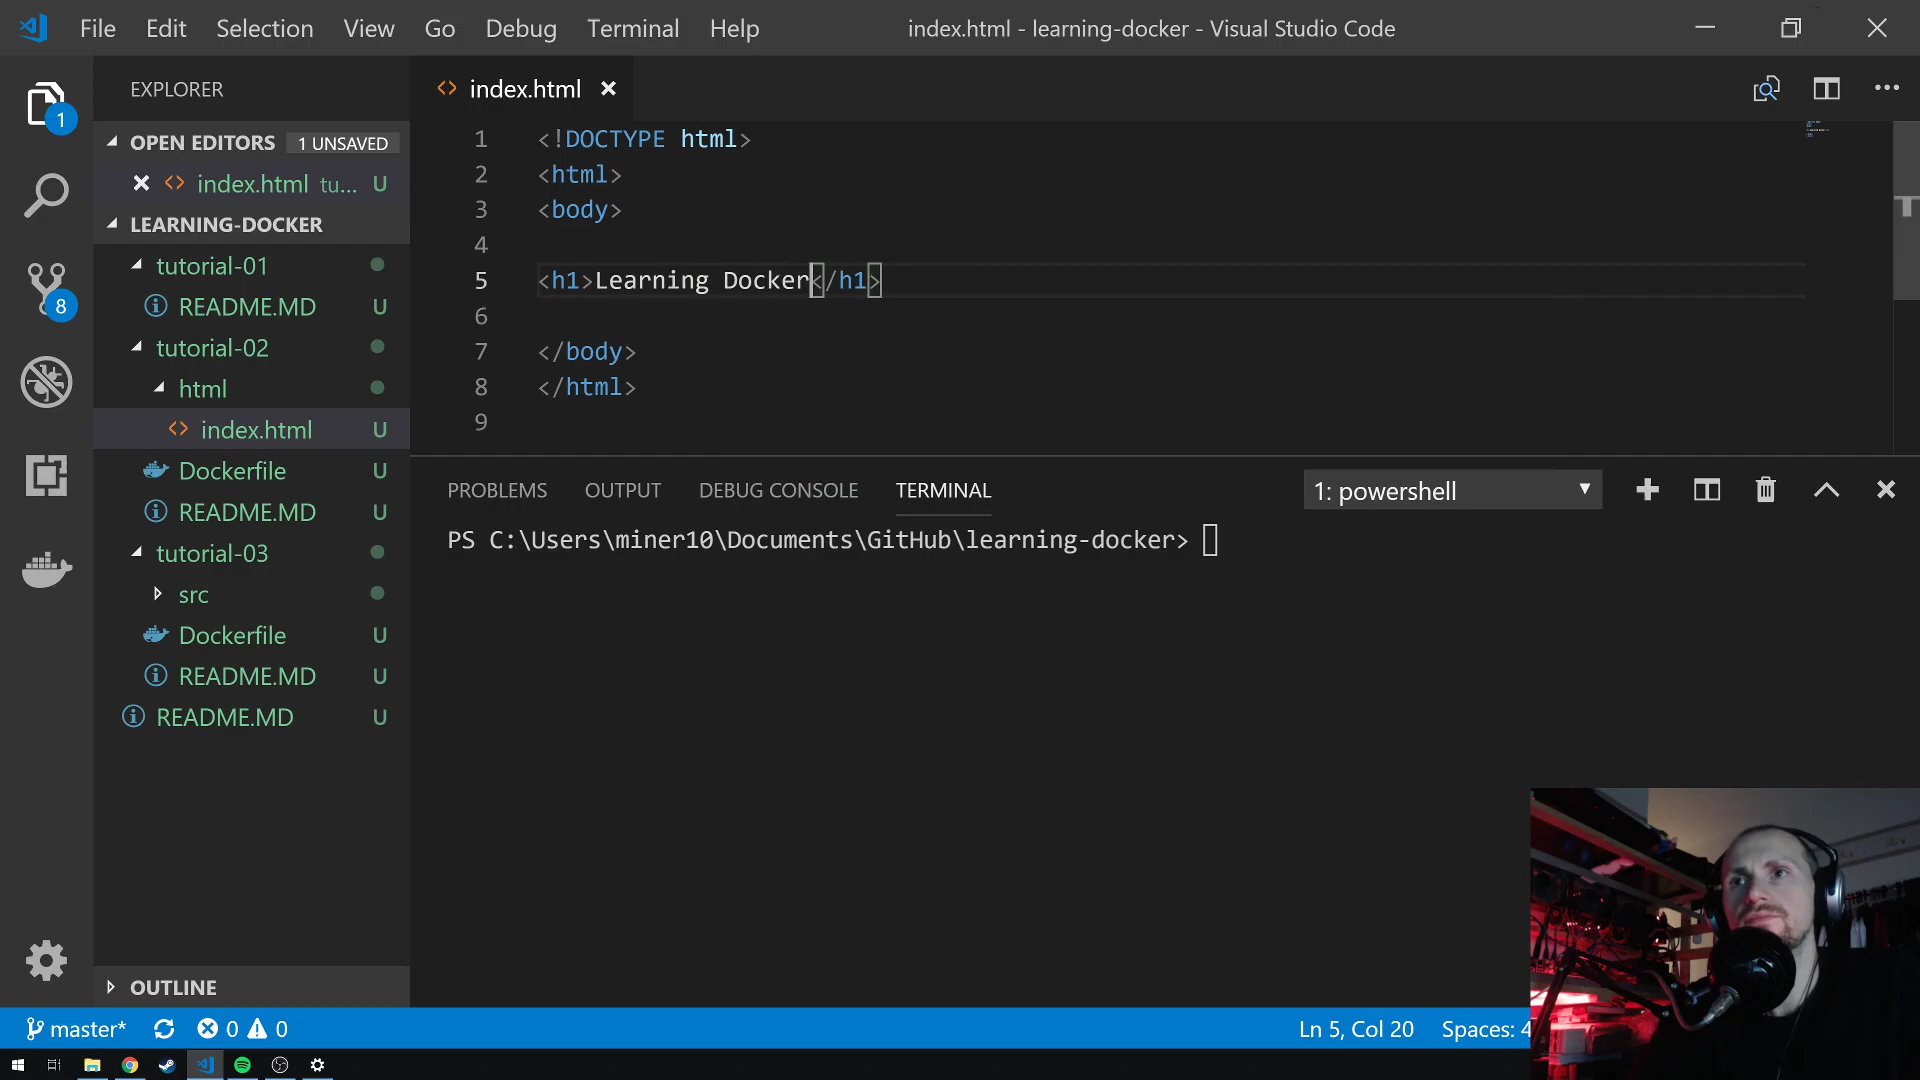 File Edit Selection View Go Debug Terminal Help
index.html - learning-docker - Visual Studio Code
1
8
EXPLORER
OPEN EDITORS 1 UNSAVED
index.html tu... U
LEARNING-DOCKER
tutorial-01
README.MD U
tutorial-02
html
index.html U
Dockerfile U
README.MD U
tutorial-03
src
Dockerfile U
README.MD U
README.MD U
OUTLINE
index.html
1 <!DOCTYPE html>
2 <html>
3 <body>
4
5 <h1>Learning Docker</h1>
6
7 </body>
8 </html>
9
PROBLEMS OUTPUT DEBUG CONSOLE TERMINAL
1: powershell
PS C:\Users\miner10\Documents\GitHub\learning-docker>
master* 0 0
Ln 5, Col 20 Spaces: 4